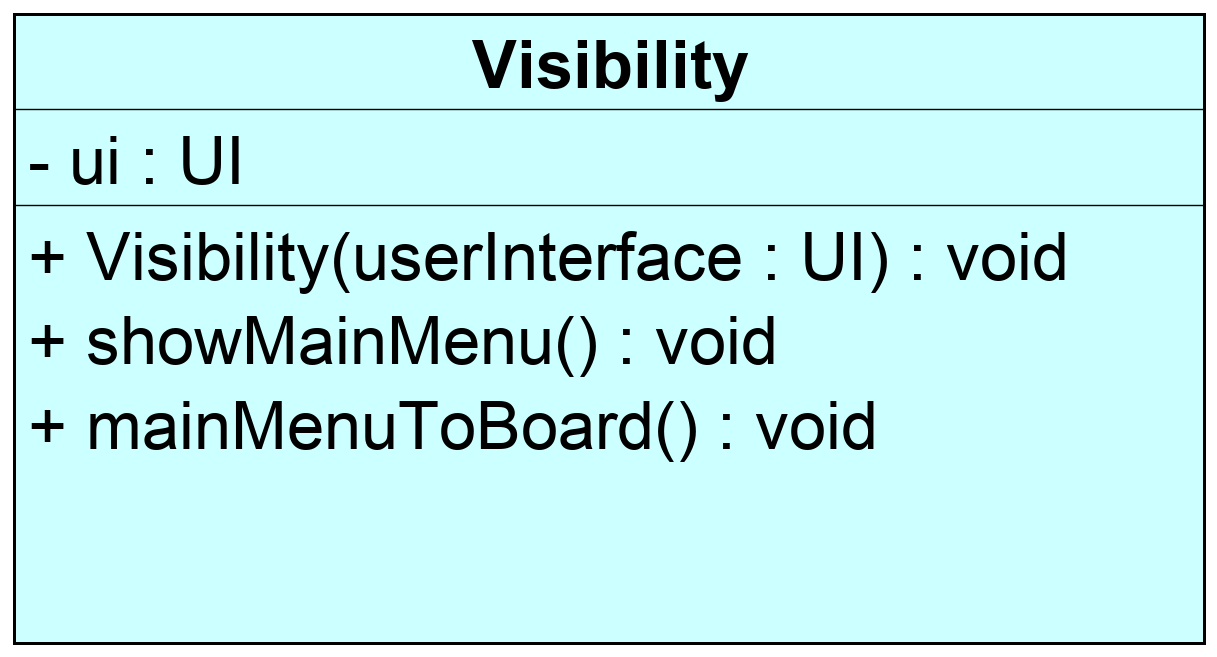 Visibility
- ui : UI
+ Visibility(userInterface : UI) : void
+ showMainMenu() : void
+ mainMenuToBoard() : void